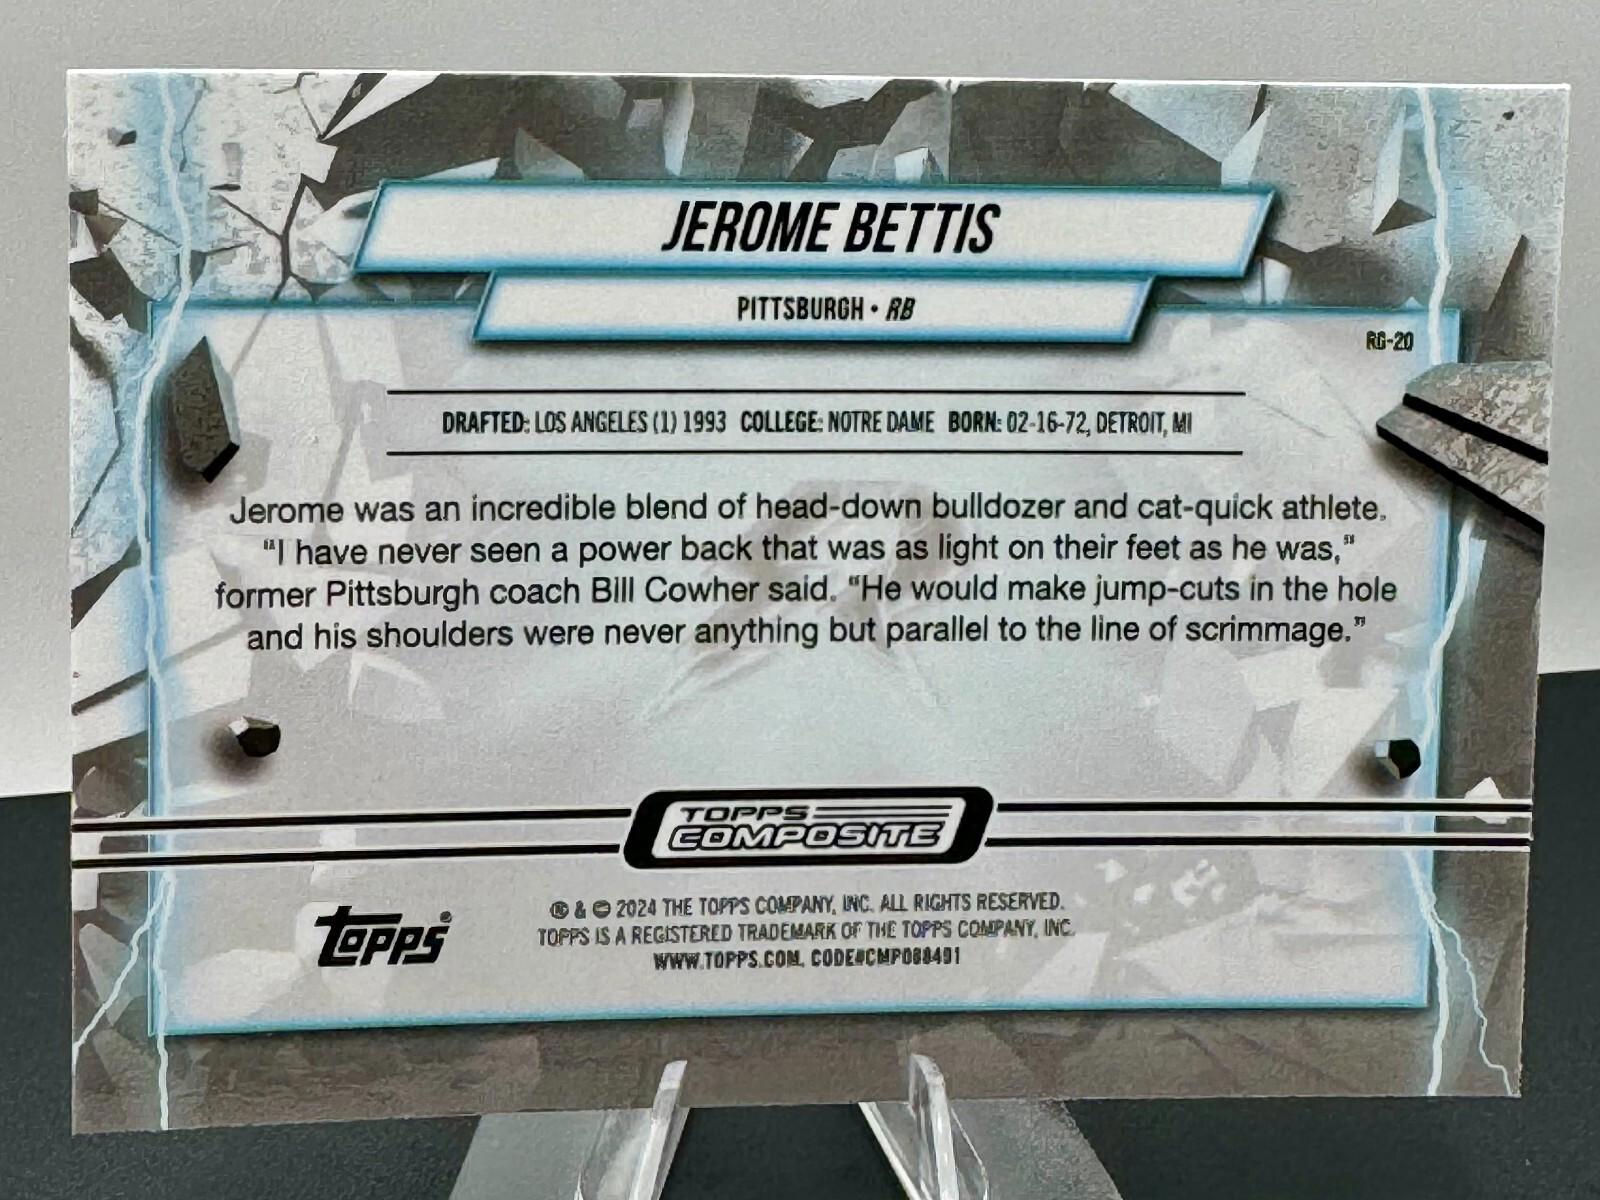 JEROME BETTIS
PITTSBURGH • RB
RG-20
DRAFTED: LOS ANGELES (1) 1993 COLLEGE: NOTRE DAME BORN: 02-16-72, DETROIT, MI
Jerome was an incredible blend of head-down bulldozer and cat-quick athlete.
“I have never seen a power back that was as light on their feet as he was,”
former Pittsburgh coach Bill Cowher said. “He would make jump-cuts in the hole
and his shoulders were never anything but parallel to the line of scrimmage.”
TOPPS
COMPOSITE
Topps®
® & © 2024 THE TOPPS COMPANY, INC. ALL RIGHTS RESERVED.
TOPPS IS A REGISTERED TRADEMARK OF THE TOPPS COMPANY, INC.
WWW.TOPPS.COM. CODE#CMP088491